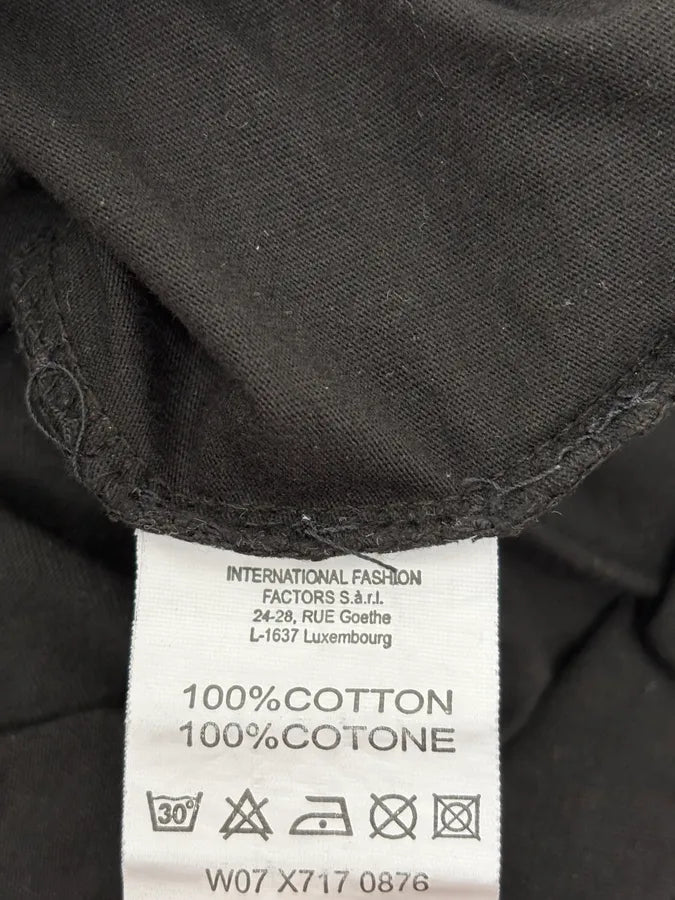 INTERNATIONAL FASHION
FACTORS S.à.r.l.
24-28, RUE Goethe
L-1637 Luxembourg
100%COTTON
100%COTONE
30°
W07 X717 0876